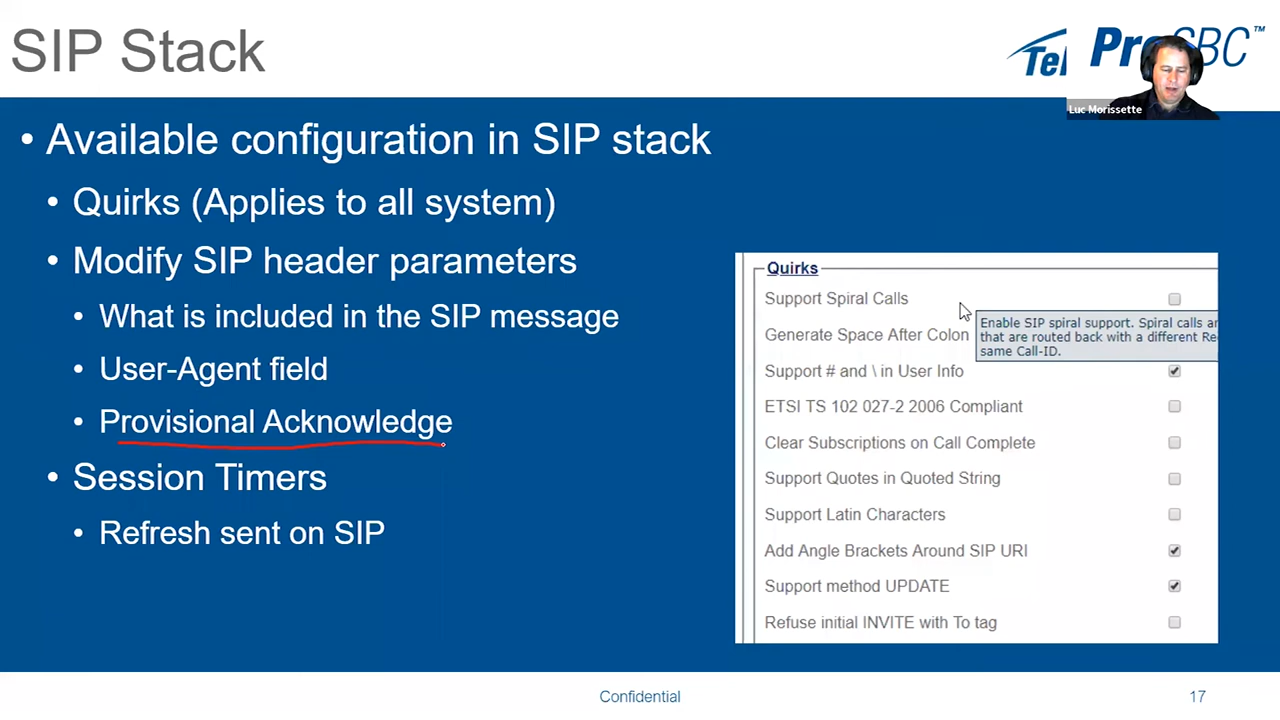 SIP Stack
Tel
ProSBC™
Luc Morissette
• Available configuration in SIP stack
• Quirks (Applies to all system)
• Modify SIP header parameters
• What is included in the SIP message
• User-Agent field
• Provisional Acknowledge
• Session Timers
• Refresh sent on SIP
Quirks
Support Spiral Calls
Enable SIP spiral support. Spiral calls ar
that are routed back with a different Re
same Call-ID.
Generate Space After Colon
Support # and \ in User Info
ETSI TS 102 027-2 2006 Compliant
Clear Subscriptions on Call Complete
Support Quotes in Quoted String
Support Latin Characters
Add Angle Brackets Around SIP URI
Support method UPDATE
Refuse initial INVITE with To tag
Confidential
17